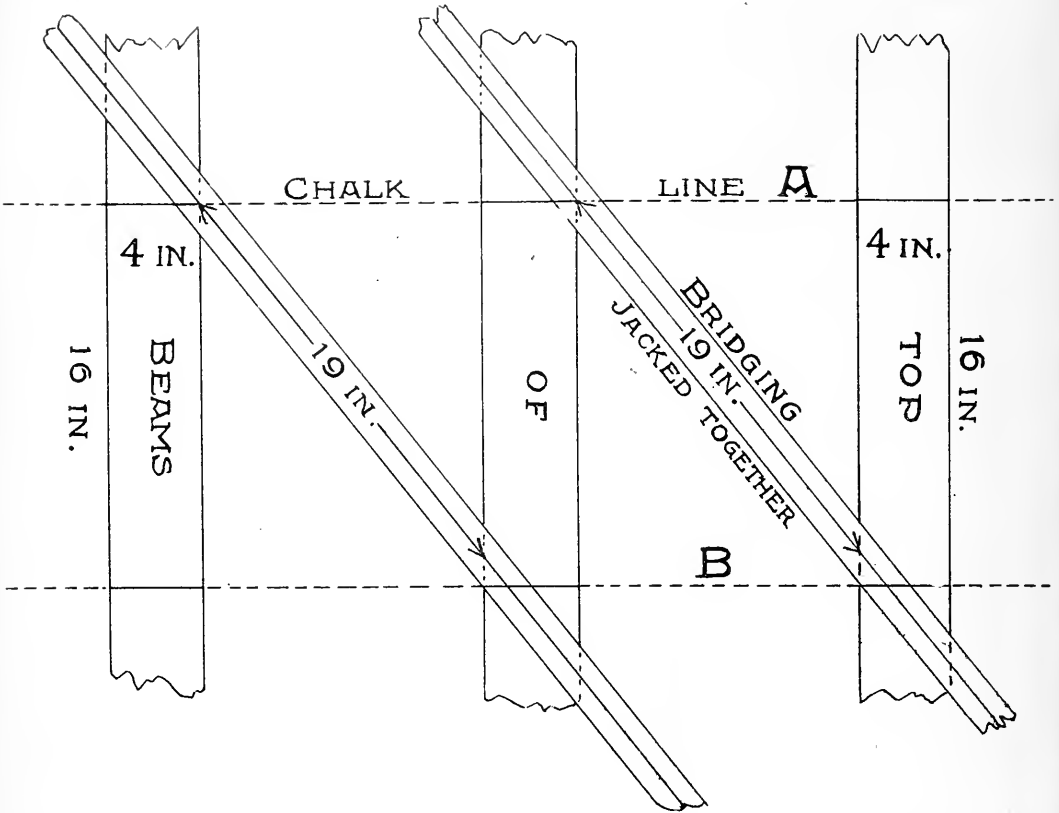 CHALK LINE A
4 IN.
4 IN.
16 IN.
BEAMS
19 IN.
OF
BRIDGING
19 IN.
JACKED TOGETHER
TOP
16 IN.
B